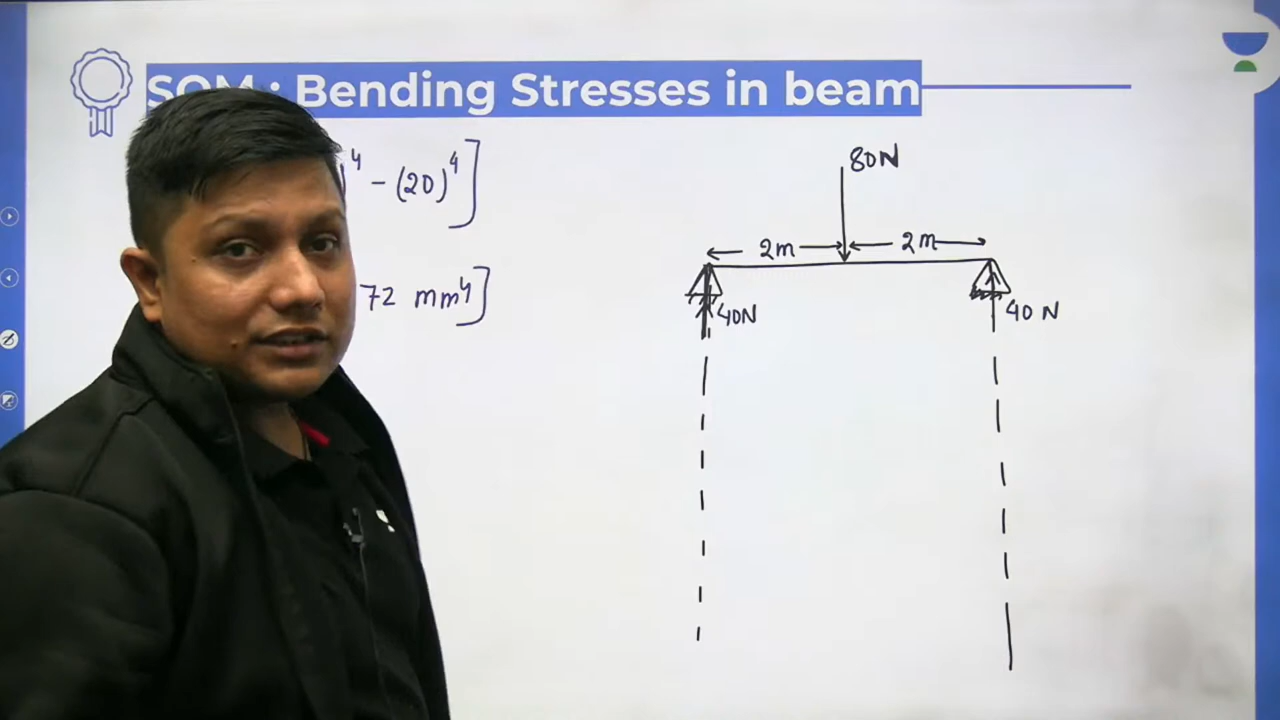 SOM : Bending Stresses in beam
)⁴ - (20)⁴]
72 mm⁴]
80N
2m 2m
40N 40 N